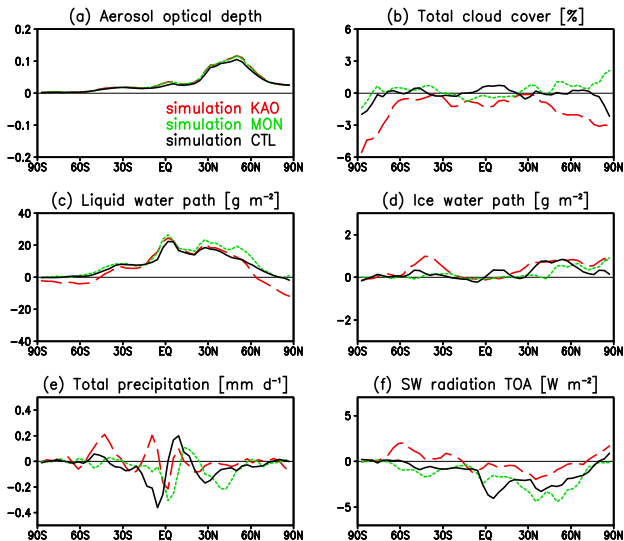 (a) Aerosol optical depth
0.2
0.1
0
0.1
0.2
simulation KAO
simulation MON
simulation CTL
90S 60S 30S EQ 30N 60N 90N
(b) Total cloud cover [%]
6
3
0
-3
-6
90S 60S 30S EQ 30N 60N 90N
(c) Liquid water path [g m⁻²]
40
20
0
-20
-40
90S 60S 30S EQ 30N 60N 90N
(d) Ice water path [g m⁻²]
2
0
-2
90S 60S 30S EQ 30N 60N 90N
(e) Total precipitation [mm d⁻¹]
0.4
0.2
0
-0.2
-0.4
90S 60S 30S EQ 30N 60N 90N
(f) SW radiation TOA [W m⁻²]
5
0
-5
90S 60S 30S EQ 30N 60N 90N